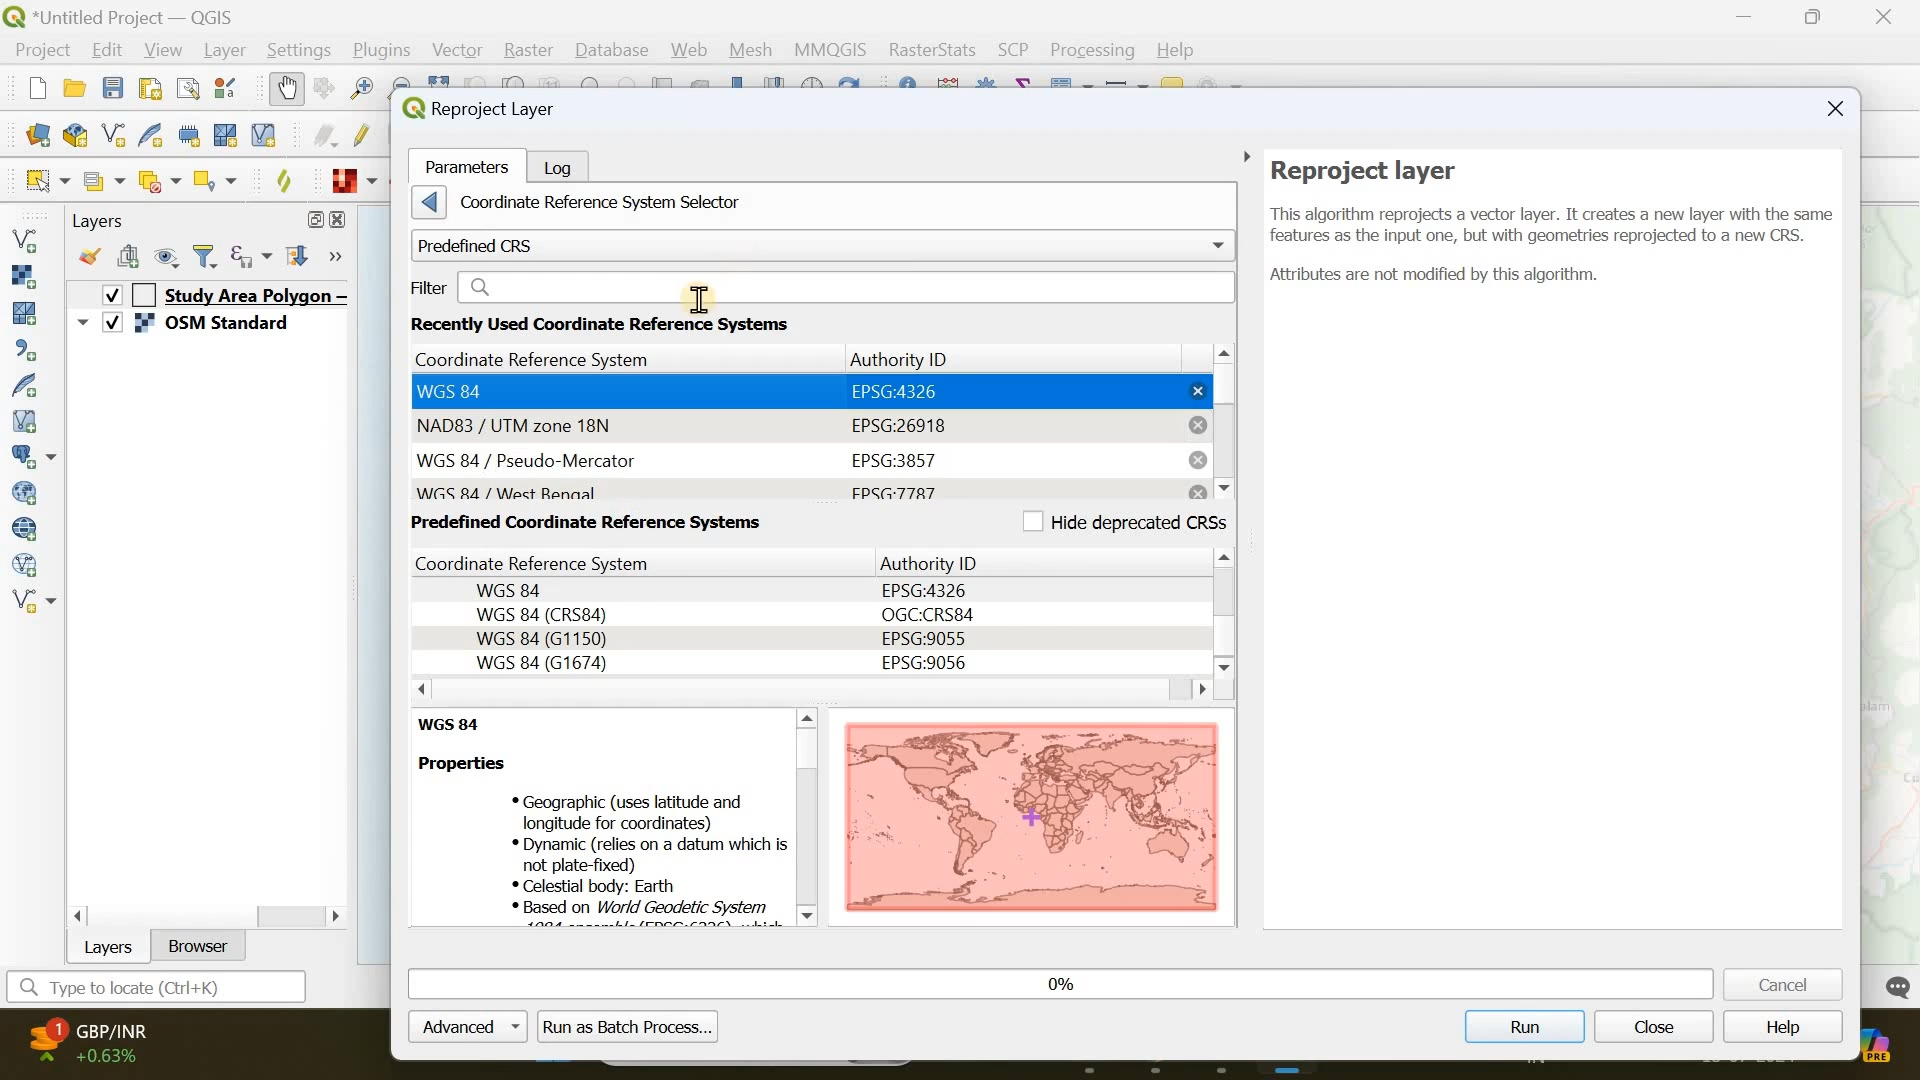 *Untitled Project — QGIS
Project Edit View Layer Settings Plugins Vector Raster Database Web Mesh MMQGIS RasterStats SCP Processing Help
Reproject Layer
Parameters Log
Coordinate Reference System Selector
Predefined CRS
Filter
Recently Used Coordinate Reference Systems
Coordinate Reference System Authority ID
WGS 84 EPSG:4326
NAD83 / UTM zone 18N EPSG:26918
WGS 84 / Pseudo-Mercator EPSG:3857
WGS 84 / West Bengal EPSG:7787
Predefined Coordinate Reference Systems Hide deprecated CRSs
Coordinate Reference System Authority ID
WGS 84 EPSG:4326
WGS 84 (CRS84) OGC:CRS84
WGS 84 (G1150) EPSG:9055
WGS 84 (G1674) EPSG:9056
WGS 84
Properties
• Geographic (uses latitude and
longitude for coordinates)
• Dynamic (relies on a datum which is
not plate-fixed)
• Celestial body: Earth
• Based on World Geodetic System
Reproject layer
This algorithm reprojects a vector layer. It creates a new layer with the same
features as the input one, but with geometries reprojected to a new CRS.
Attributes are not modified by this algorithm.
0%
Cancel
Advanced Run as Batch Process... Run Close Help
Layers
Study Area Polygon —
OSM Standard
Layers Browser
Type to locate (Ctrl+K)
1 GBP/INR
+0.63%
PRE